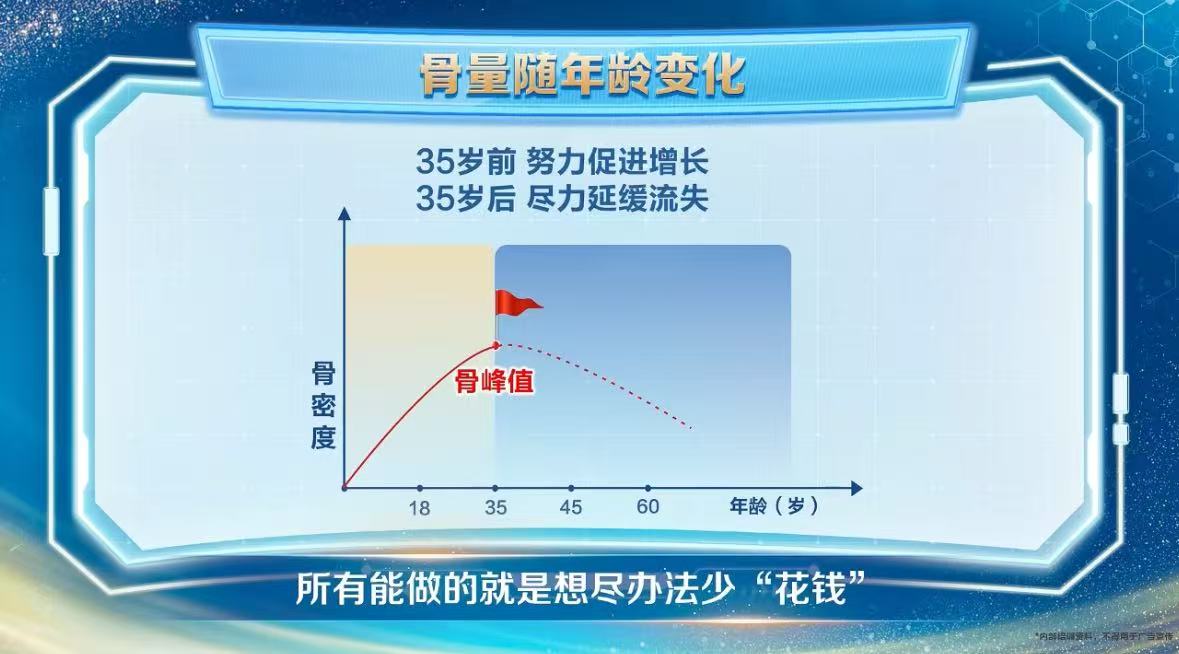 骨量随年龄变化
35岁前 努力促进增长
35岁后 尽力延缓流失
骨密度
骨峰值
18 35 45 60 年龄（岁）
所有能做的就是想尽办法少“花钱”
*内部培训资料，不得用于广告宣传